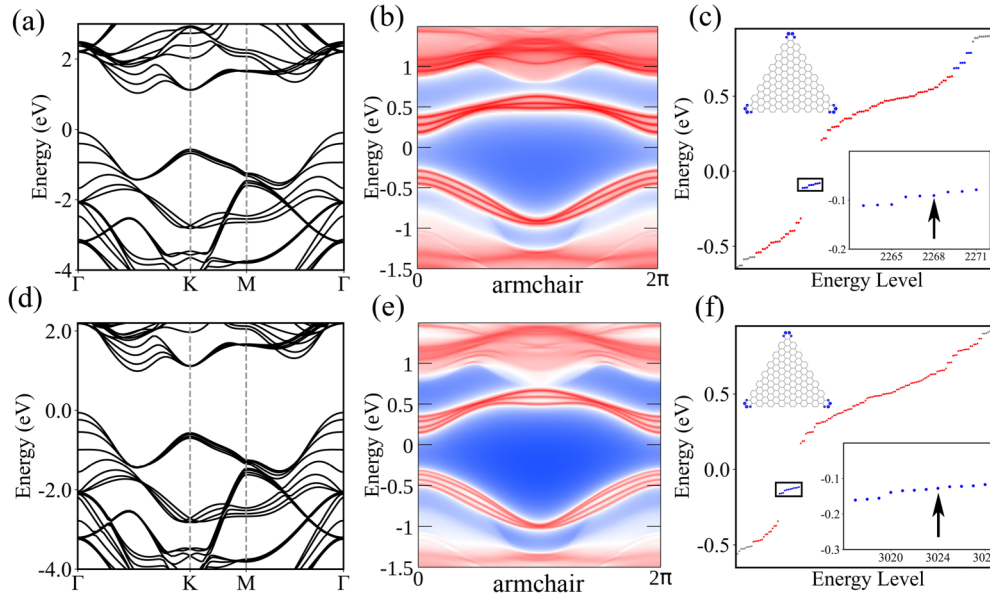 (a)
Energy (eV)
2
0
-2
-4
Γ
K
M
Γ
(b)
Energy (eV)
1
0.5
0
-0.5
-1
-1.5
0
armchair
2π
(c)
Energy (eV)
0.5
0.0
-0.5
-0.1
-0.2
2265
2268
2271
Energy Level
(d)
Energy (eV)
2.0
0.0
-2.0
-4.0
Γ
K
M
Γ
(e)
Energy (eV)
1
0.5
0
-0.5
-1
-1.5
0
armchair
2π
(f)
Energy (eV)
0.5
0.0
-0.5
-0.1
-0.2
-0.3
3020
3024
Energy Level